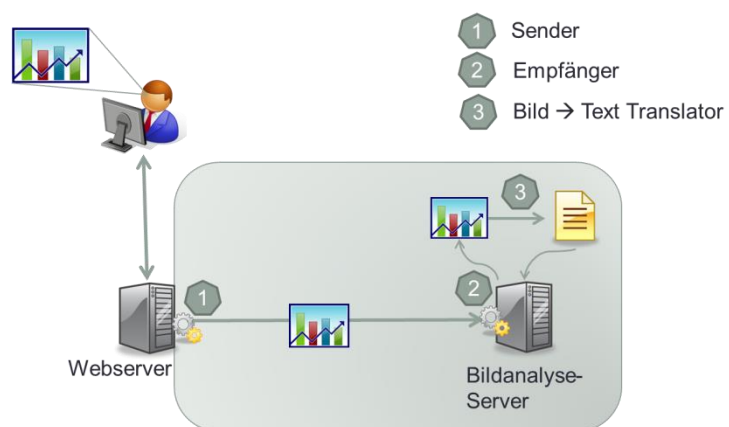 1 Sender
2 Empfänger
3 Bild → Text Translator
3
1
2
Webserver
Bildanalyse-
Server